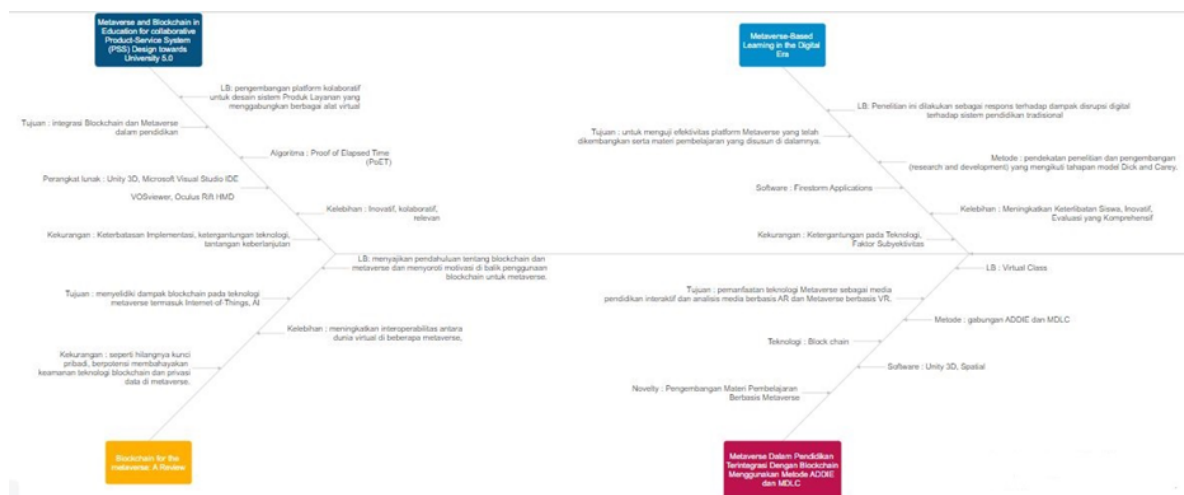 Metaverse and Blockchain in
Education for collaborative
Product-Service System
(PSS) Design towards
University 5.0
LB: pengembangan platform kolaboratif
untuk desain sistem Produk Layanan yang
menggabungkan berbagai alat virtual
Tujuan : integrasi Blockchain dan Metaverse
dalam pendidikan
Algoritma : Proof of Elapsed Time
(PoET)
Perangkat lunak : Unity 3D, Microsoft Visual Studio IDE
VOSviewer, Oculus Rift HMD
Kelebihan : Inovatif, kolaboratif,
relevan
Kekurangan : Keterbatasan Implementasi, ketergantungan teknologi,
tantangan keberlanjutan
Metaverse-Based
Learning in the Digital
Era
LB: Penelitian ini dilakukan sebagai respons terhadap dampak disrupsi digital
terhadap sistem pendidikan tradisional
Tujuan : untuk menguji efektivitas platform Metaverse yang telah
dikembangkan serta materi pembelajaran yang disusun di dalamnya.
Metode : pendekatan penelitian dan pengembangan
(research and development) yang mengikuti tahapan model Dick and Carey.
Software : Firestorm Applications
Kelebihan : Meningkatkan Keterlibatan Siswa, Inovatif,
Evaluasi yang Komprehensif
Kekurangan : Ketergantungan pada Teknologi,
Faktor Subyektivitas
LB: menyajikan pendahuluan tentang blockchain dan
metaverse dan menyoroti motivasi di balik penggunaan
blockchain untuk metaverse.
Tujuan : menyelidiki dampak blockchain pada teknologi
metaverse termasuk Internet-of-Things, AI
Kelebihan : meningkatkan interoperabilitas antara
dunia virtual di beberapa metaverse,
Kekurangan : seperti hilangnya kunci
pribadi, berpotensi membahayakan
keamanan teknologi blockchain dan privasi
data di metaverse.
Blockchain for the
metaverse: A Review
LB : Virtual Class
Tujuan : pemanfaatan teknologi Metaverse sebagai media
pendidikan interaktif dan analisis media berbasis AR dan Metaverse berbasis VR.
Metode : gabungan ADDIE dan MDLC
Teknologi : Block chain
Software : Unity 3D, Spatial
Novelty : Pengembangan Materi Pembelajaran
Berbasis Metaverse
Metaverse Dalam Pendidikan
Terintegrasi Dengan Blockchain
Menggunakan Metode ADDIE
dan MDLC